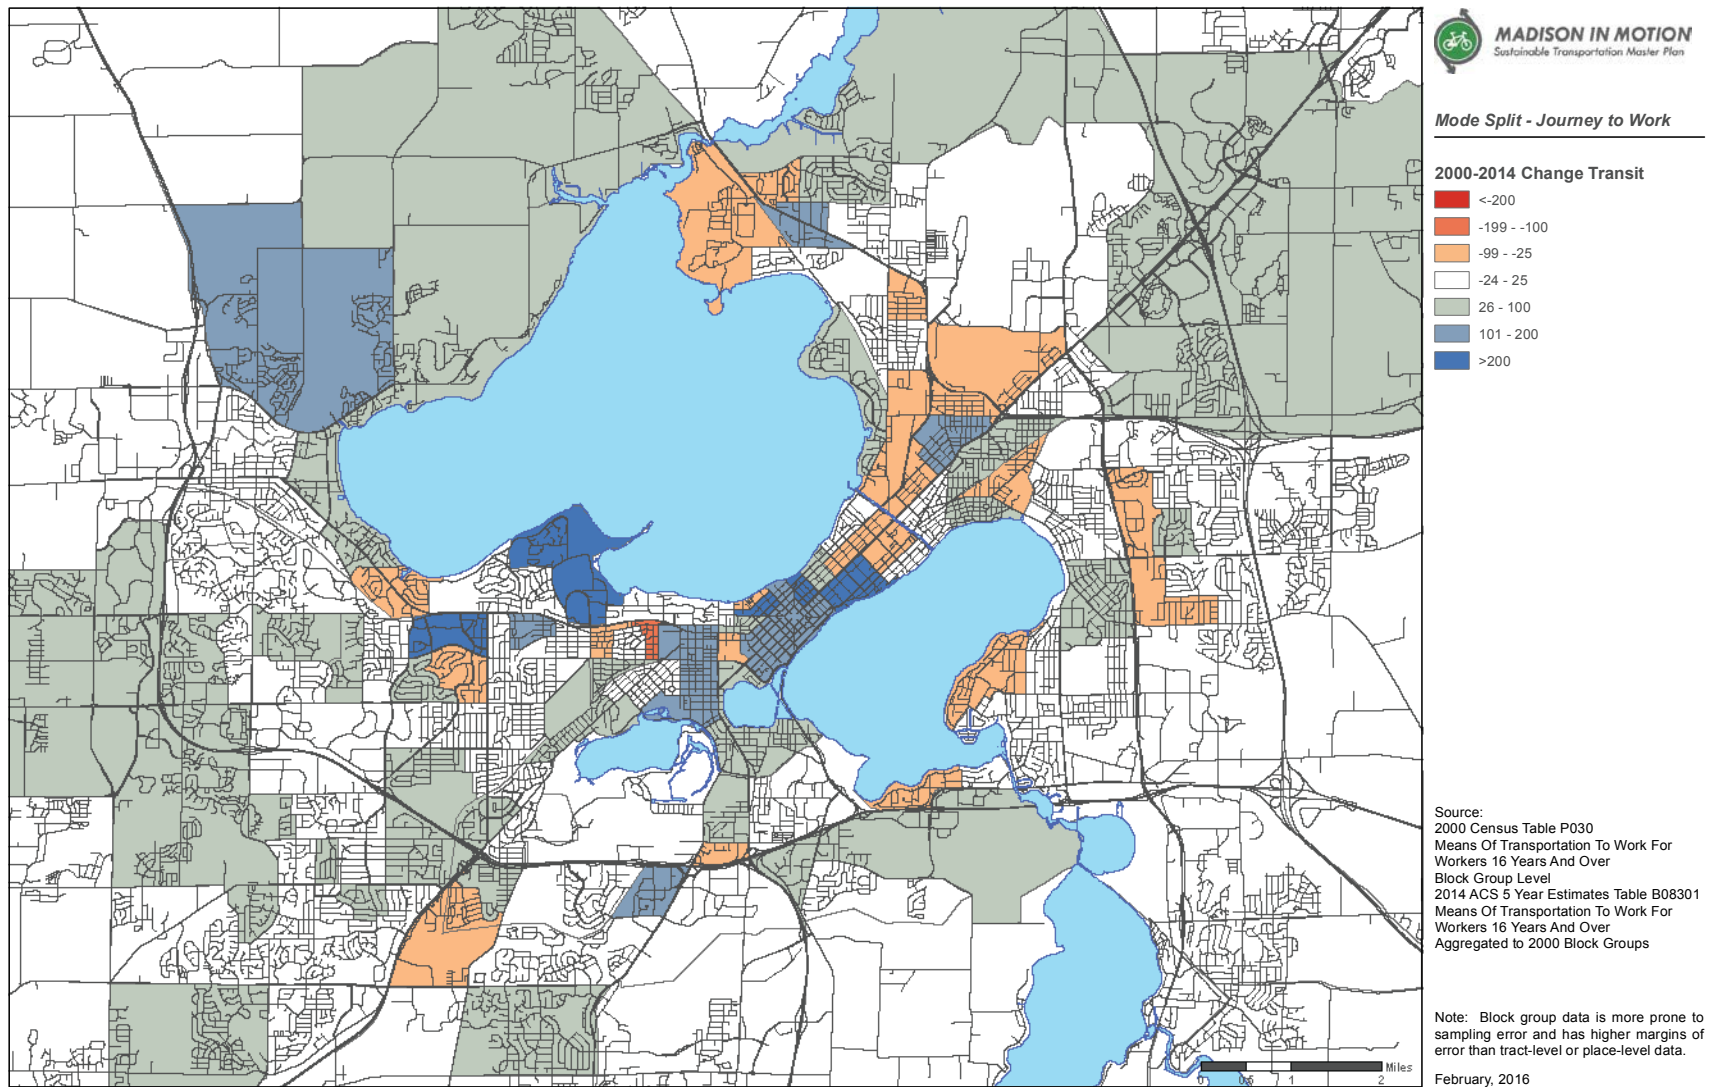 MADISON IN MOTION
Sustainable Transportation Master Plan
Mode Split - Journey to Work
2000-2014 Change Transit
<-200
-199 - -100
-99 - -25
-24 - 25
26 - 100
101 - 200
>200
Source:
2000 Census Table P030
Means Of Transportation To Work For
Workers 16 Years And Over
Block Group Level
2014 ACS 5 Year Estimates Table B08301
Means Of Transportation To Work For
Workers 16 Years And Over
Aggregated to 2000 Block Groups
Note: Block group data is more prone to
sampling error and has higher margins of
error than tract-level or place-level data.
February, 2016
Miles
0 0.5 1 2